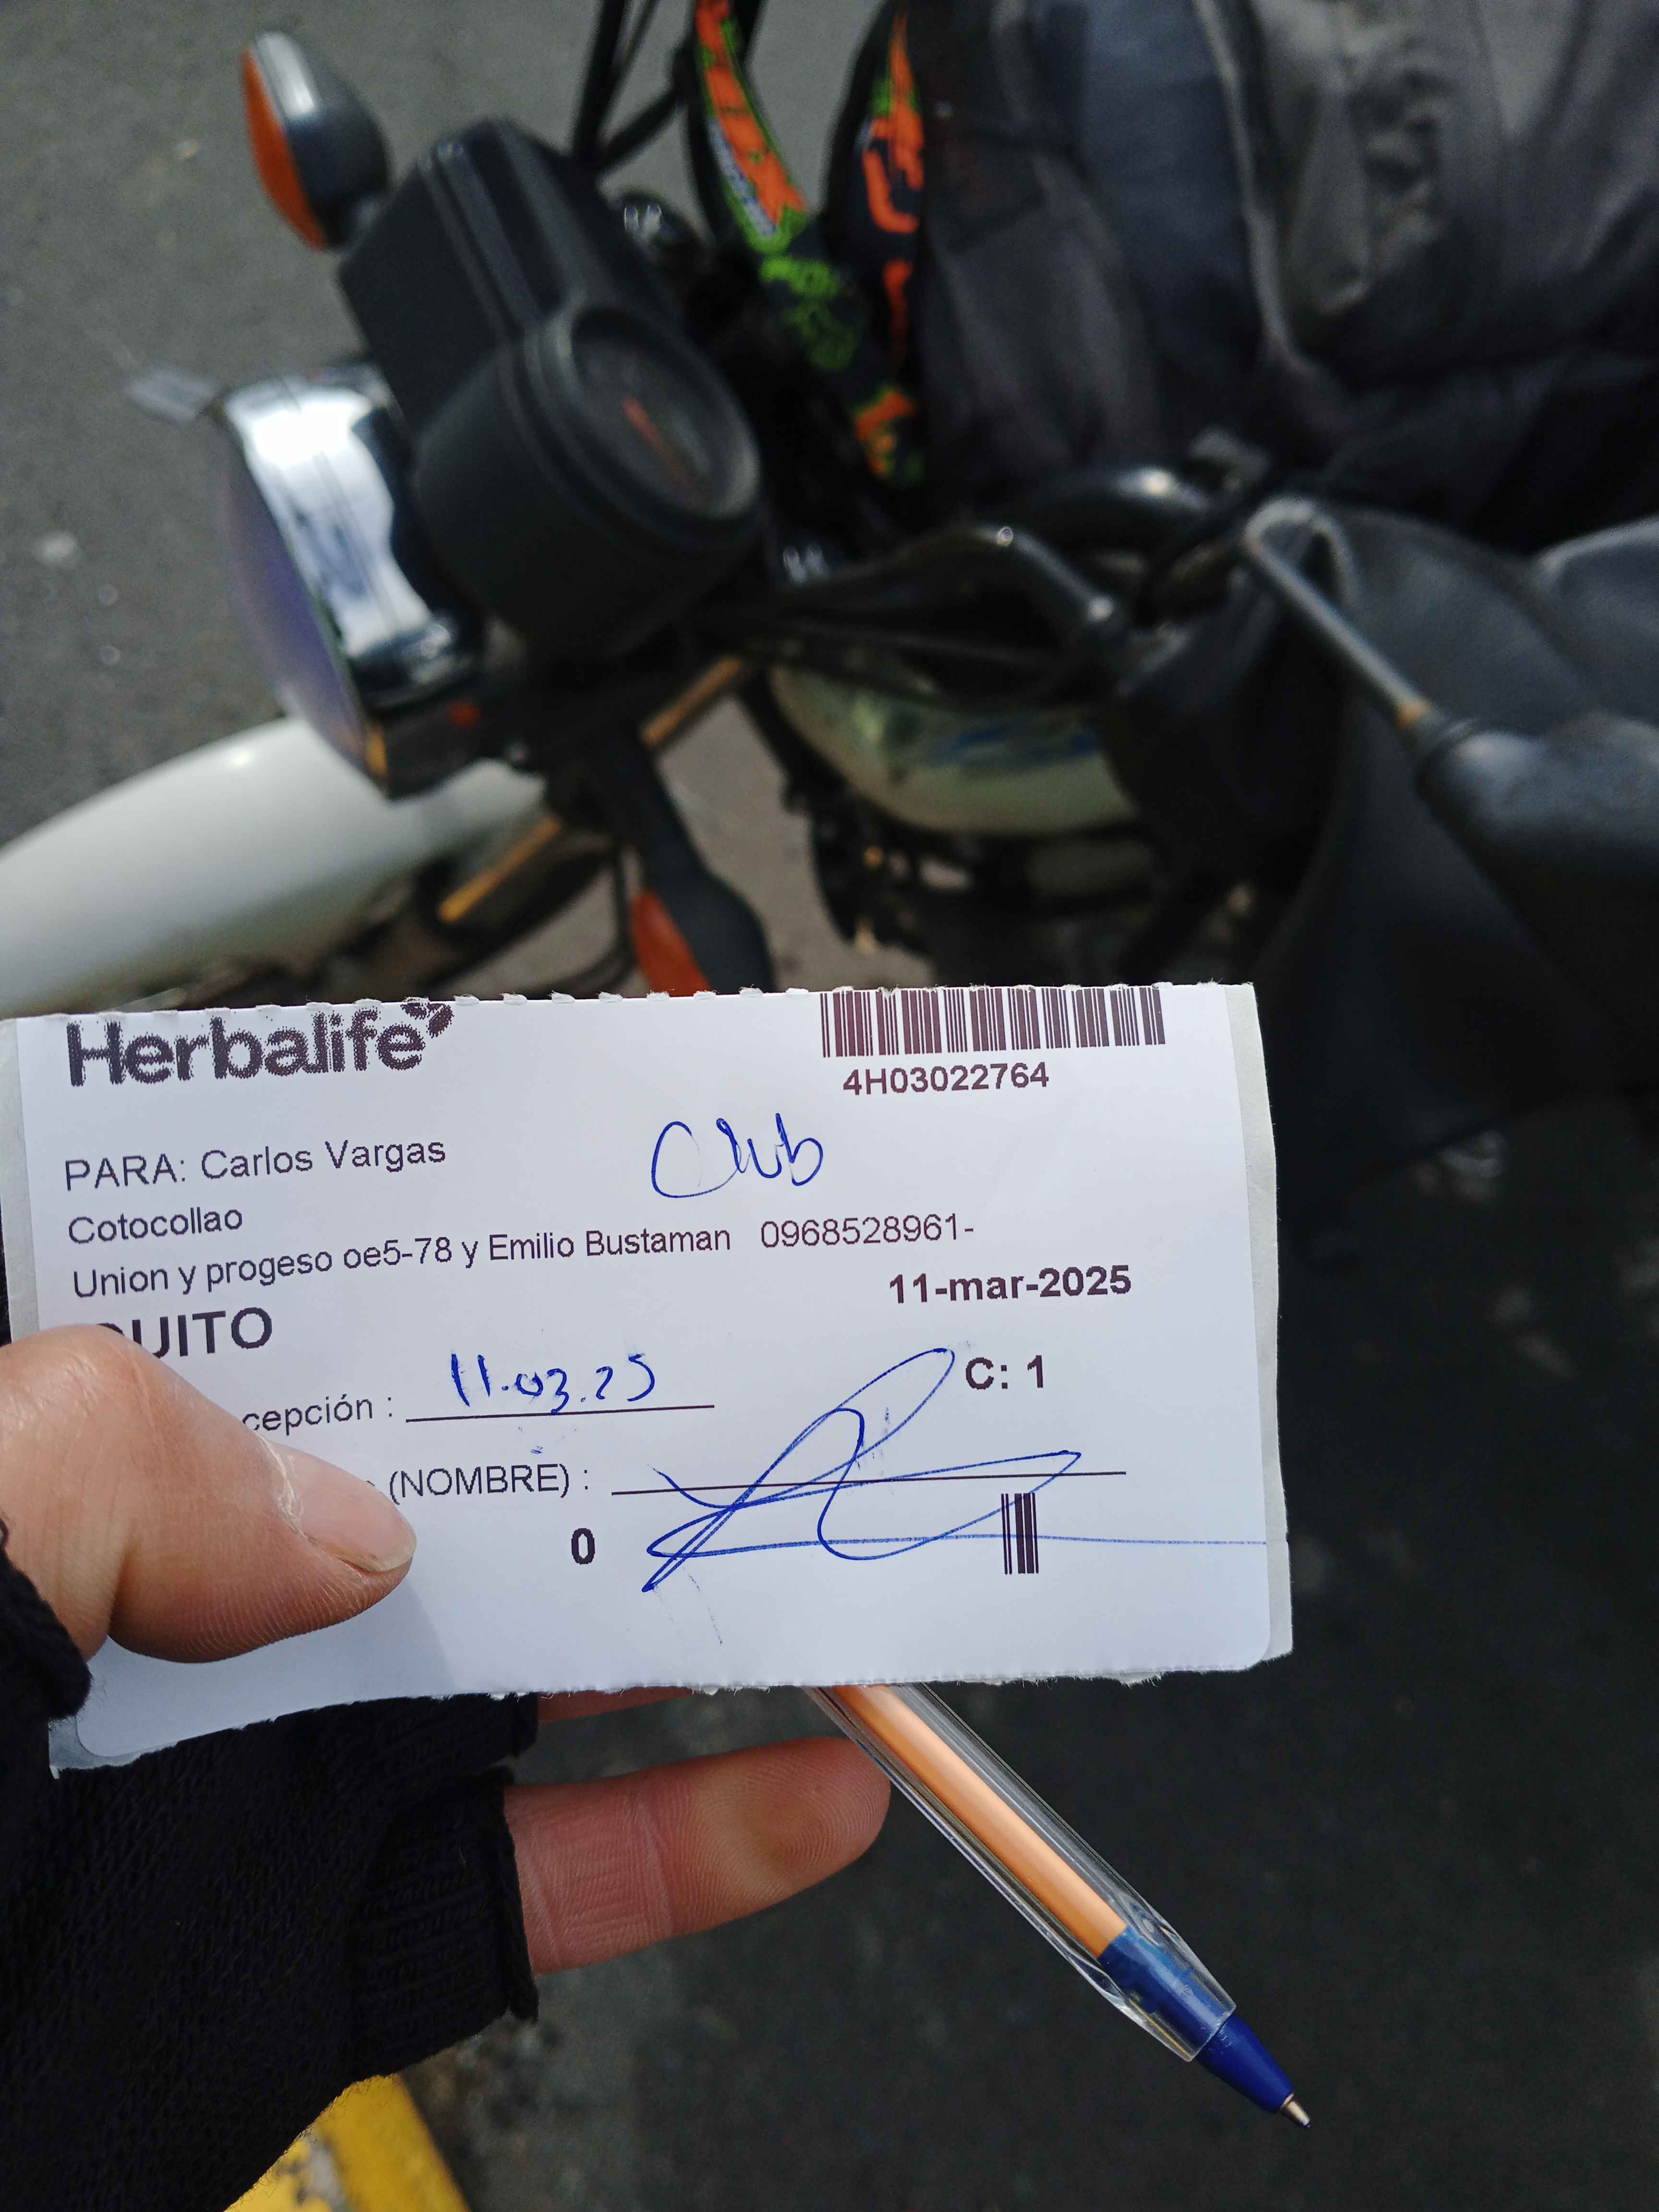 Herbalife
4H03022764
Club
PARA: Carlos Vargas
Cotocollao
Union y progeso oe5-78 y Emilio Bustaman 0968528961-
11-mar-2025
QUITO
C: 1
cepción : 11.03.25
(NOMBRE) :
0